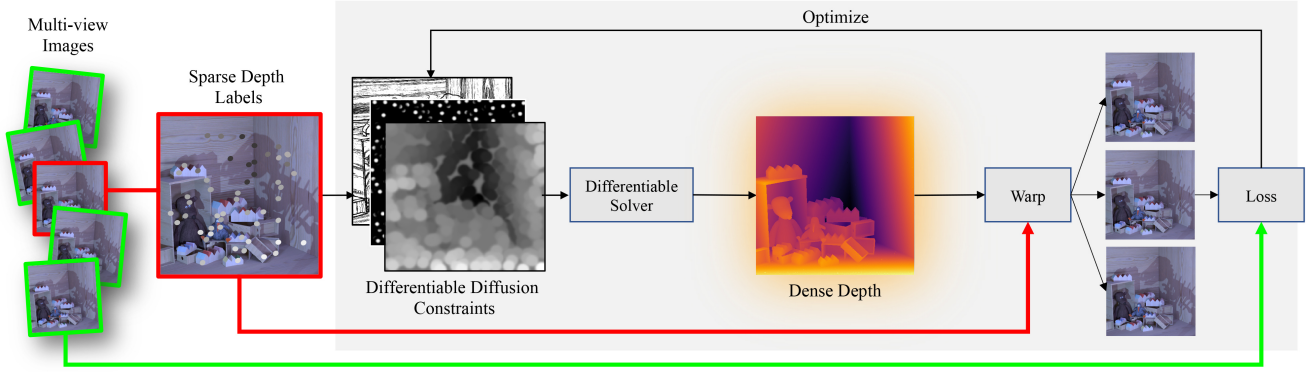 Multi-view
Images
Sparse Depth
Labels
Optimize
Differentiable Diffusion
Constraints
Differentiable
Solver
Dense Depth
Warp
Loss